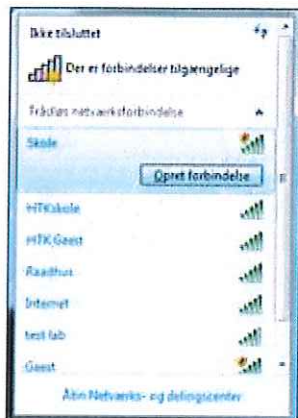 Ikke tilsluttet
Der er forbindelser tilgængelige
Trådløs netværksforbindelse
Skole
Opret forbindelse
HTKskole
HTK Gæst
Raadhus
Internet
test lab
Gæst
Åbn Netværks- og delingscenter